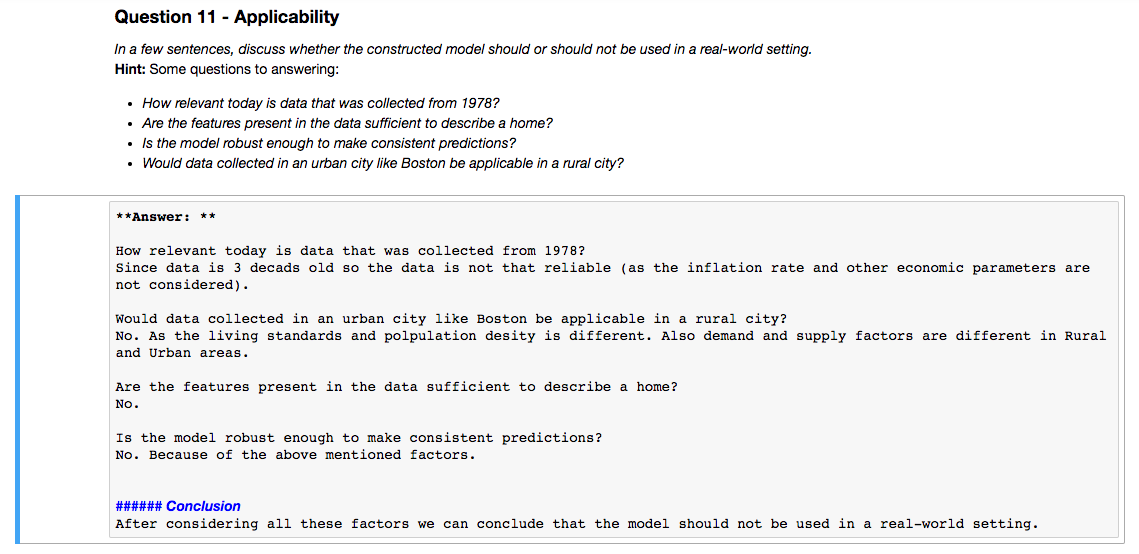 Question 11 - Applicability
In a few sentences, discuss whether the constructed model should or should not be used in a real-world setting.
Hint: Some questions to answering:
• How relevant today is data that was collected from 1978?
• Are the features present in the data sufficient to describe a home?
• Is the model robust enough to make consistent predictions?
• Would data collected in an urban city like Boston be applicable in a rural city?
**Answer: **
How relevant today is data that was collected from 1978?
Since data is 3 decads old so the data is not that reliable (as the inflation rate and other economic parameters are
not considered).
Would data collected in an urban city like Boston be applicable in a rural city?
No. As the living standards and polpulation desity is different. Also demand and supply factors are different in Rural
and Urban areas.
Are the features present in the data sufficient to describe a home?
No.
Is the model robust enough to make consistent predictions?
No. Because of the above mentioned factors.
###### Conclusion
After considering all these factors we can conclude that the model should not be used in a real-world setting.